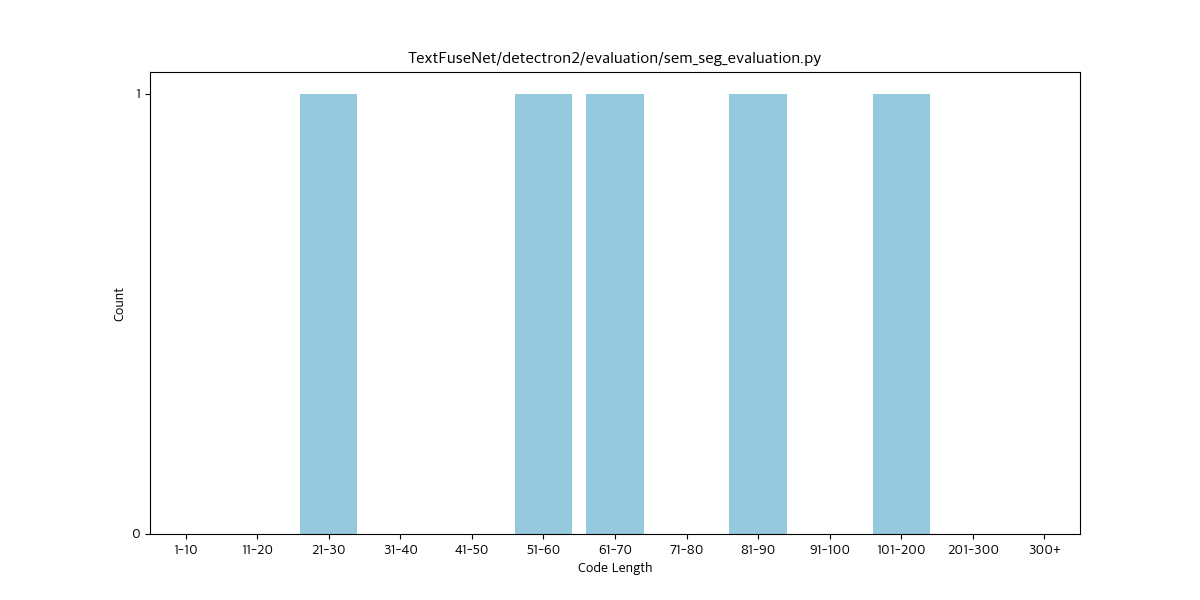 TextFuseNet/detectron2/evaluation/sem_seg_evaluation.py
1
0
Count
1-10 11-20 21-30 31-40 41-50 51-60 61-70 71-80 81-90 91-100 101-200 201-300 300+
Code Length